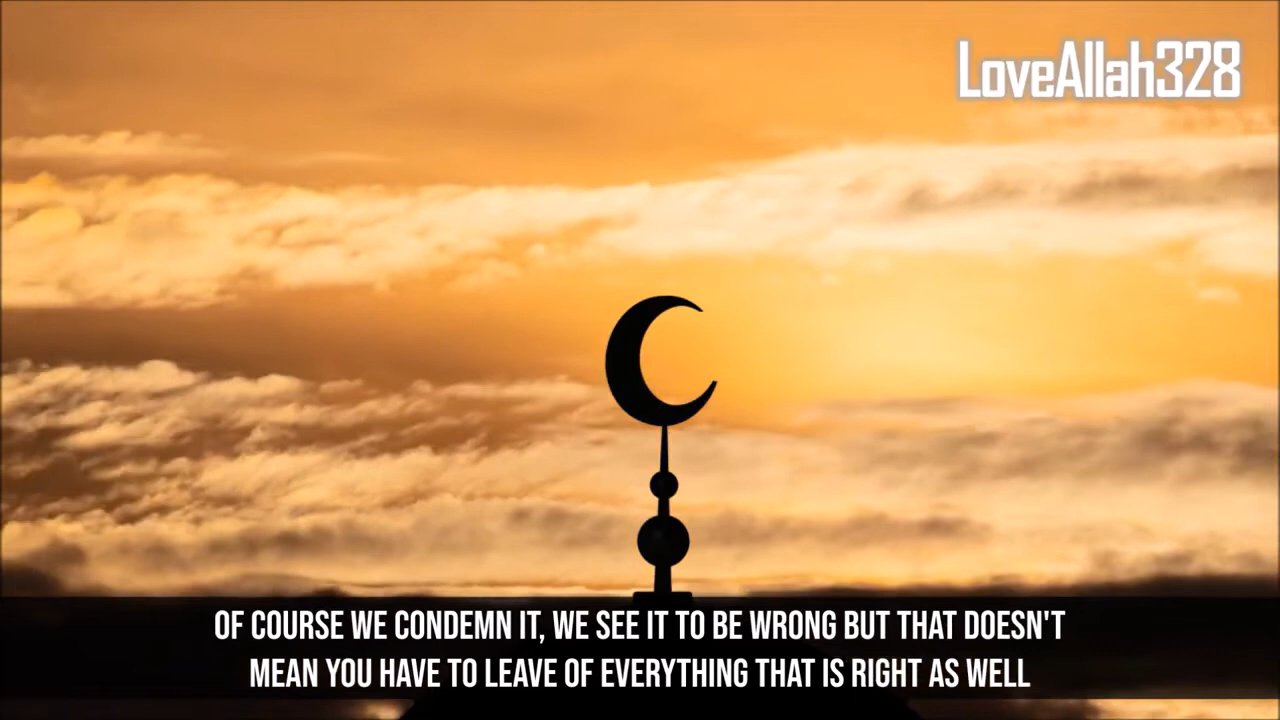 LoveAllah328
OF COURSE WE CONDEMN IT, WE SEE IT TO BE WRONG BUT THAT DOESN'T
MEAN YOU HAVE TO LEAVE OF EVERYTHING THAT IS RIGHT AS WELL